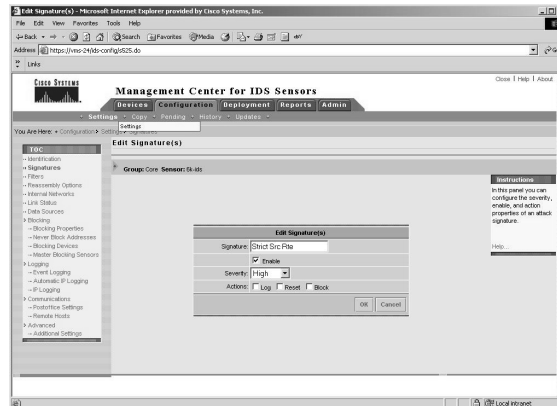 Edit Signature(s) - Microsoft Internet Explorer provided by Cisco Systems, Inc.
File Edit View Favorites Tools Help
Back Search Favorites Media
Address https://vms-24/ids-config/s525.do Go
Links
Cisco Systems
Close | Help | About
Management Center for IDS Sensors
Devices Configuration Deployment Reports Admin
Settings Copy Pending History Updates
Settings
You Are Here: Configuration Settings Signatures
TOC
Identification
Signatures
Filters
Reassembly Options
Internal Networks
Link Status
Data Sources
Blocking
Blocking Properties
Never Block Addresses
Blocking Devices
Master Blocking Sensors
Logging
Event Logging
Automatic IP Logging
IP Logging
Communications
Postoffice Settings
Remote Hosts
Advanced
Additional Settings
Edit Signature(s)
Group: Core Sensor: 6k-ids
Edit Signature(s)
Signature: Strict Src Rte
Enable
Severity: High
Actions: Log Reset Block
OK Cancel
Instructions
In this panel you can
configure the severity,
enable, and action
properties of an attack
signature.
Help...
Local intranet